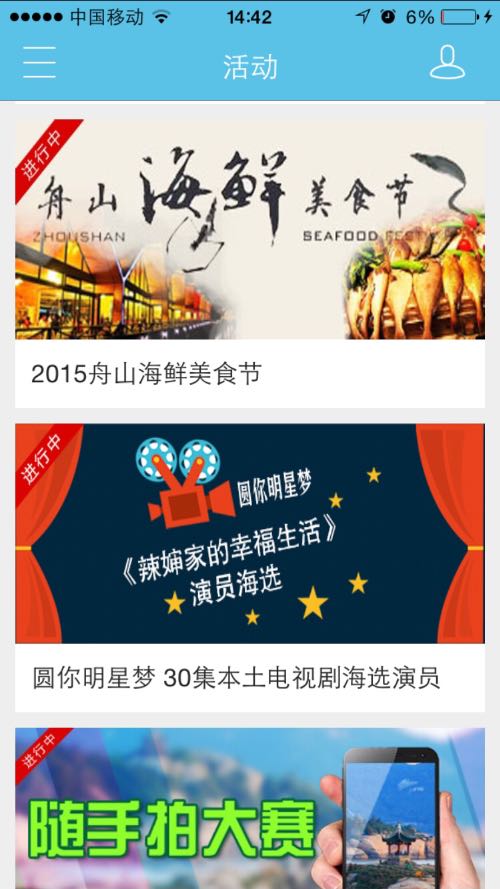 中国移动
14:42
6%
活动
进行中
舟山海鲜美食节
ZHOUSHAN
SEAFOOD FESTIVAL
2015舟山海鲜美食节
进行中
圆你明星梦
《辣婶家的幸福生活》
演员海选
圆你明星梦 30集本土电视剧海选演员
进行中
随手拍大赛